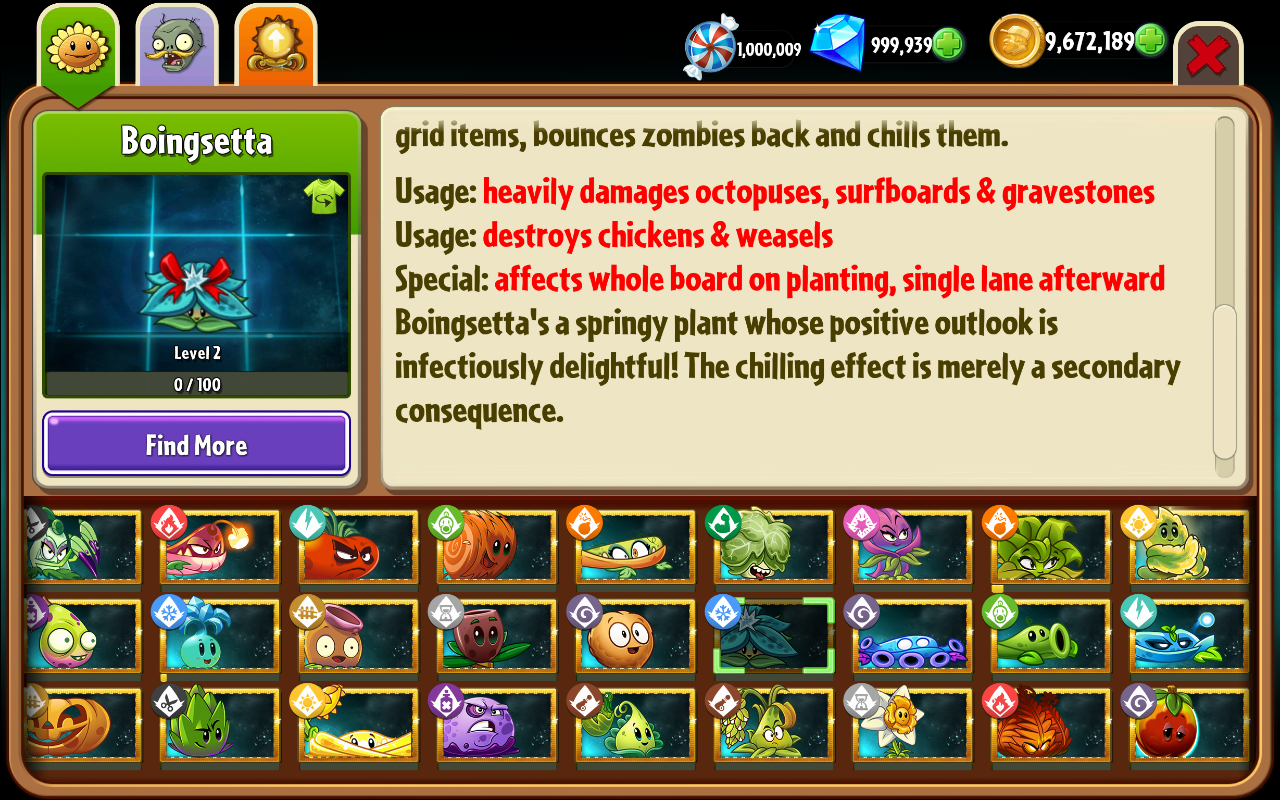 1,000,009
999,939
9,672,189
Boingsetta
Level 2
0 / 100
Find More
grid items, bounces zombies back and chills them.
Usage: heavily damages octopuses, surfboards & gravestones
Usage: destroys chickens & weasels
Special: affects whole board on planting, single lane afterward
Boingsetta's a springy plant whose positive outlook is
infectiously delightful! The chilling effect is merely a secondary
consequence.